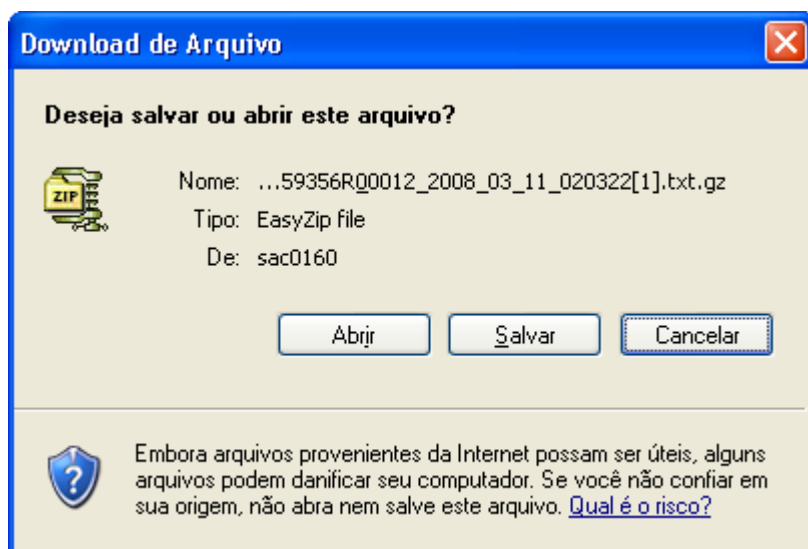 Download de Arquivo
Deseja salvar ou abrir este arquivo?
ZIP
Nome: ...59356R00012_2008_03_11_020322[1].txt.gz
Tipo: EasyZip file
De: sac0160
Abrir Salvar Cancelar
Embora arquivos provenientes da Internet possam ser úteis, alguns
arquivos podem danificar seu computador. Se você não confiar em
sua origem, não abra nem salve este arquivo. Qual é o risco?